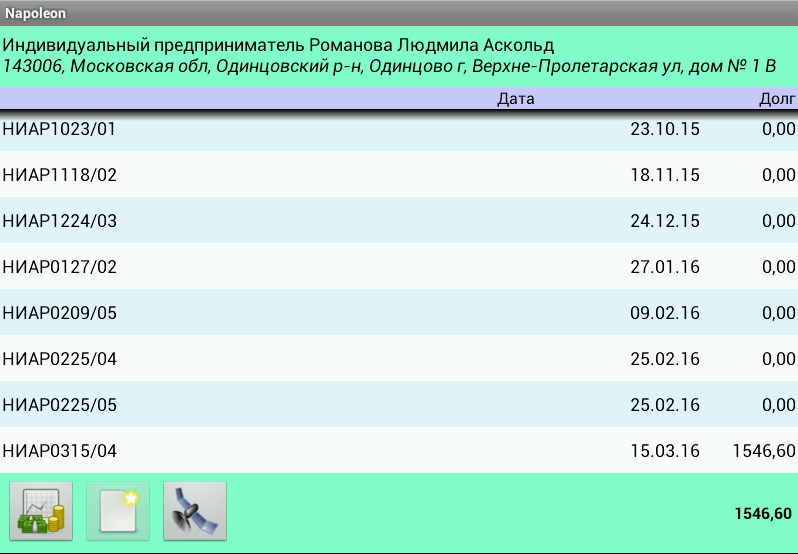 Napoleon
Индивидуальный предприниматель Романова Людмила Аскольд
143006, Московская обл, Одинцовский р-н, Одинцово г, Верхне-Пролетарская ул, дом № 1 В
Дата Долг
НИАР1023/01 23.10.15 0,00
НИАР1118/02 18.11.15 0,00
НИАР1224/03 24.12.15 0,00
НИАР0127/02 27.01.16 0,00
НИАР0209/05 09.02.16 0,00
НИАР0225/04 25.02.16 0,00
НИАР0225/05 25.02.16 0,00
НИАР0315/04 15.03.16 1546,60
1546,60